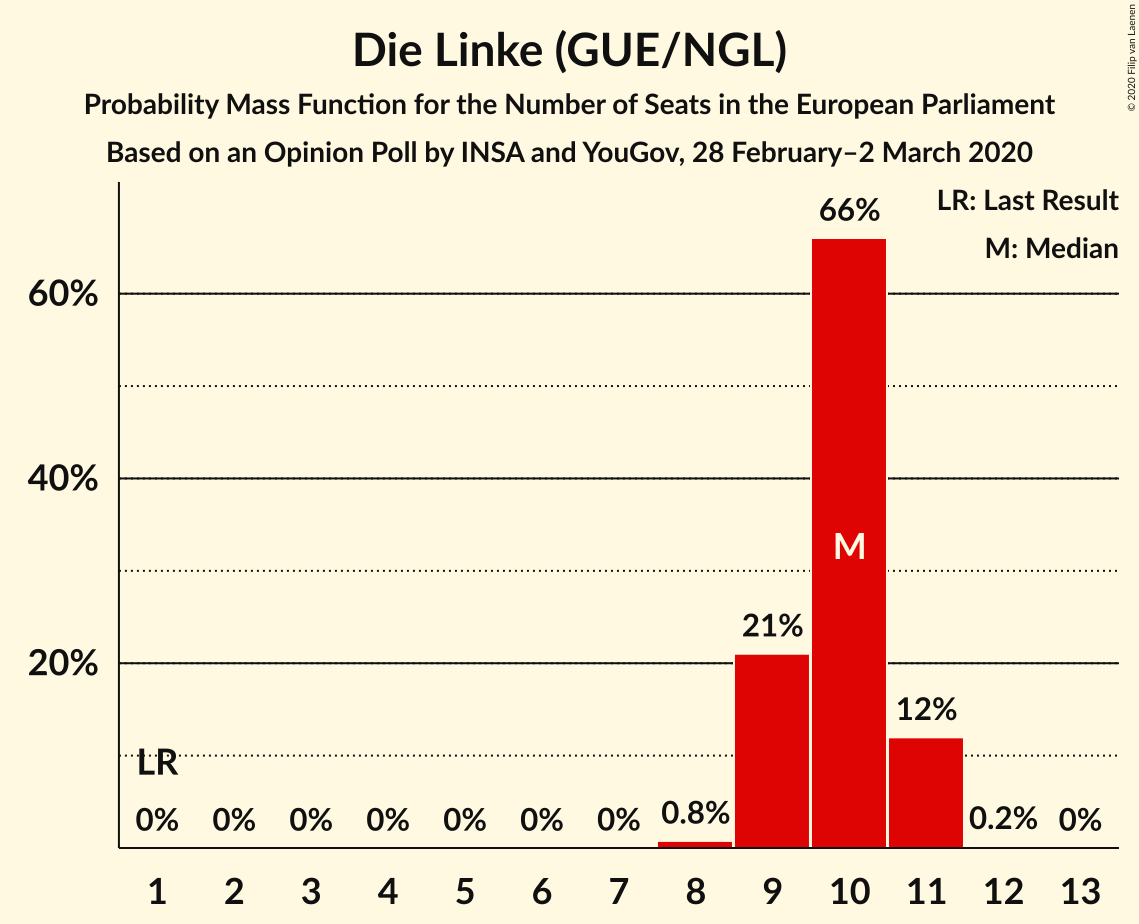 Die Linke (GUE/NGL)
Probability Mass Function for the Number of Seats in the European Parliament
Based on an Opinion Poll by INSA and YouGov, 28 February–2 March 2020
© 2020 Filip van Laenen
LR: Last Result
M: Median
60%
40%
20%
LR
M
0%
0%
0%
0%
0%
0%
0%
0.8%
21%
66%
12%
0.2%
0%
1 2 3 4 5 6 7 8 9 10 11 12 13